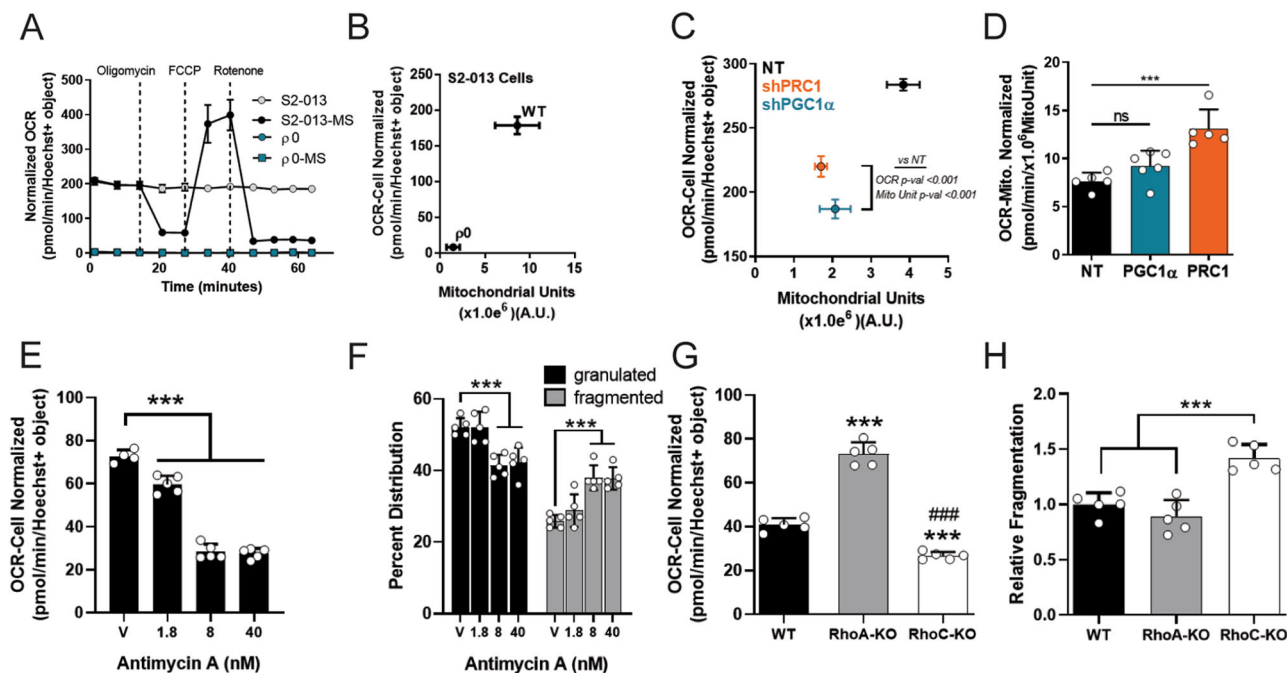 A
Oligomycin FCCP Rotenone
Normalized OCR
(pmol/min/Hoechst+ object)
500
400
300
200
100
0
0 20 40 60
Time (minutes)
S2-013
S2-013-MS
ρ0
ρ0-MS
B
S2-013 Cells
OCR-Cell Normalized
(pmol/min/Hoechst+ object)
250
200
150
100
50
0
WT
ρ0
0 5 10 15
Mitochondrial Units
(x1.0e⁶)(A.U.)
C
NT
shPRC1
shPGC1α
OCR-Cell Normalized
(pmol/min/Hoechst+ object)
300
250
200
150
vs NT
OCR p-val <0.001
Mito Unit p-val <0.001
0 1 2 3 4 5
Mitochondrial Units
(x1.0e⁶)(A.U.)
D
OCR-Mito. Normalized
(pmol/min/x1.0⁶MitoUnit)
20
15
10
5
0
***
ns
NT PGC1α PRC1
E
OCR-Cell Normalized
(pmol/min/Hoechst+ object)
100
80
60
40
20
0
***
V 1.8 8 40
Antimycin A (nM)
F
granulated
fragmented
Percent Distribution
60
40
20
0
***
***
V 1.8 8 40 V 1.8 8 40
Antimycin A (nM)
G
OCR-Cell Normalized
(pmol/min/Hoechst+ object)
100
80
60
40
20
0
***
###
***
WT RhoA-KO RhoC-KO
H
Relative Fragmentation
2.0
1.5
1.0
0.5
0.0
***
WT RhoA-KO RhoC-KO